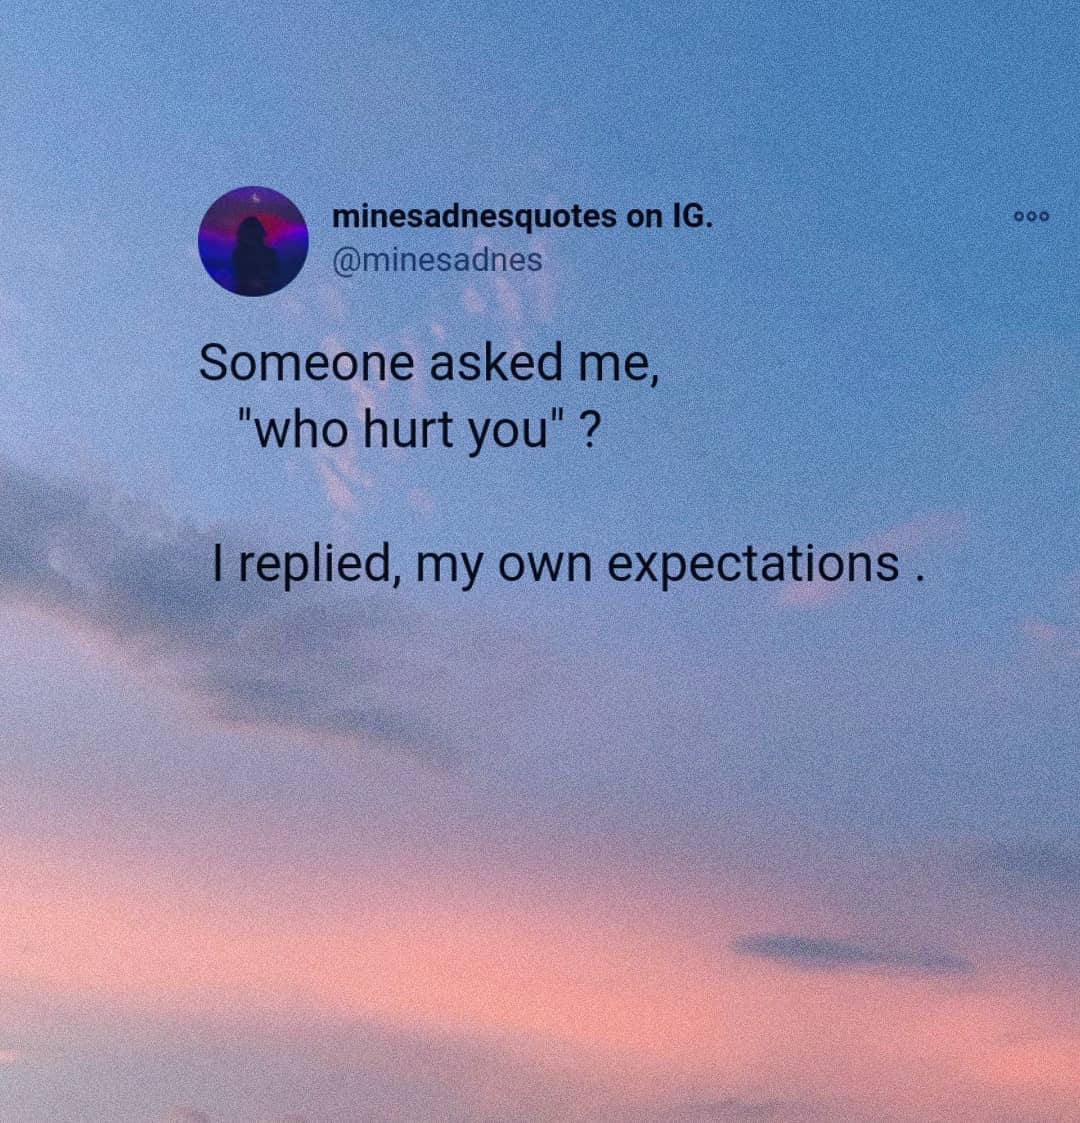 minesadnesquotes on IG.
@minesadnes
Someone asked me,
"who hurt you" ?
I replied, my own expectations .